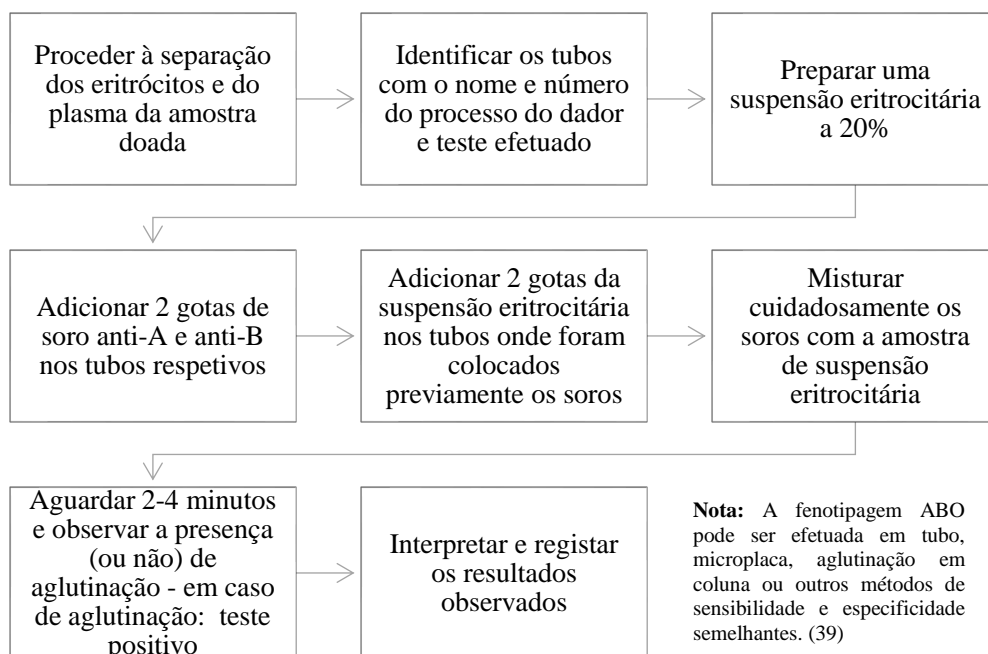 Proceder à separação
dos eritrócitos e do
plasma da amostra
doada
Identificar os tubos
com o nome e número
do processo do dador
e teste efetuado
Preparar uma
suspensão eritrocitária
a 20%
Adicionar 2 gotas de
soro anti-A e anti-B
nos tubos respetivos
Adicionar 2 gotas da
suspensão eritrocitária
nos tubos onde foram
colocados
previamente os soros
Misturar
cuidadosamente os
soros com a amostra
de suspensão
eritrocitária
Aguardar 2-4 minutos
e observar a presença
(ou não) de
aglutinação - em caso
de aglutinação: teste
positivo
Interpretar e registar
os resultados
observados
Nota: A fenotipagem ABO
pode ser efetuada em tubo,
microplaca, aglutinação em
coluna ou outros métodos de
sensibilidade e especificidade
semelhantes. (39)